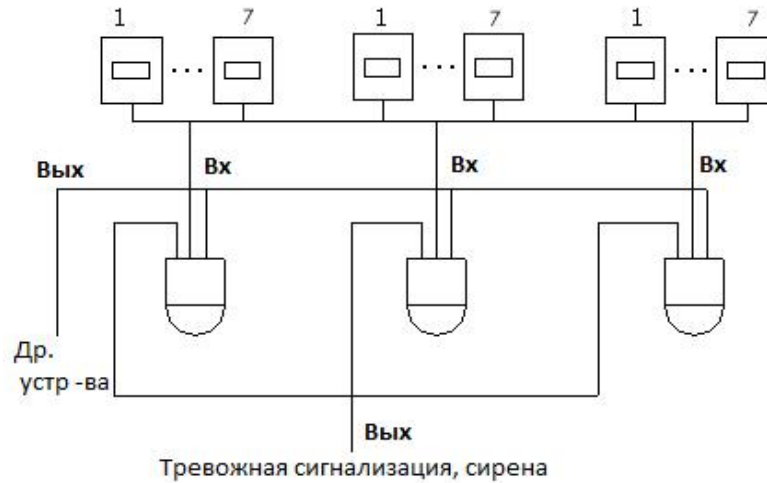 1 7 1 7 1 7
Вых Вх Вх Вх
Др.
устр -ва
Вых
Тревожная сигнализация, сирена